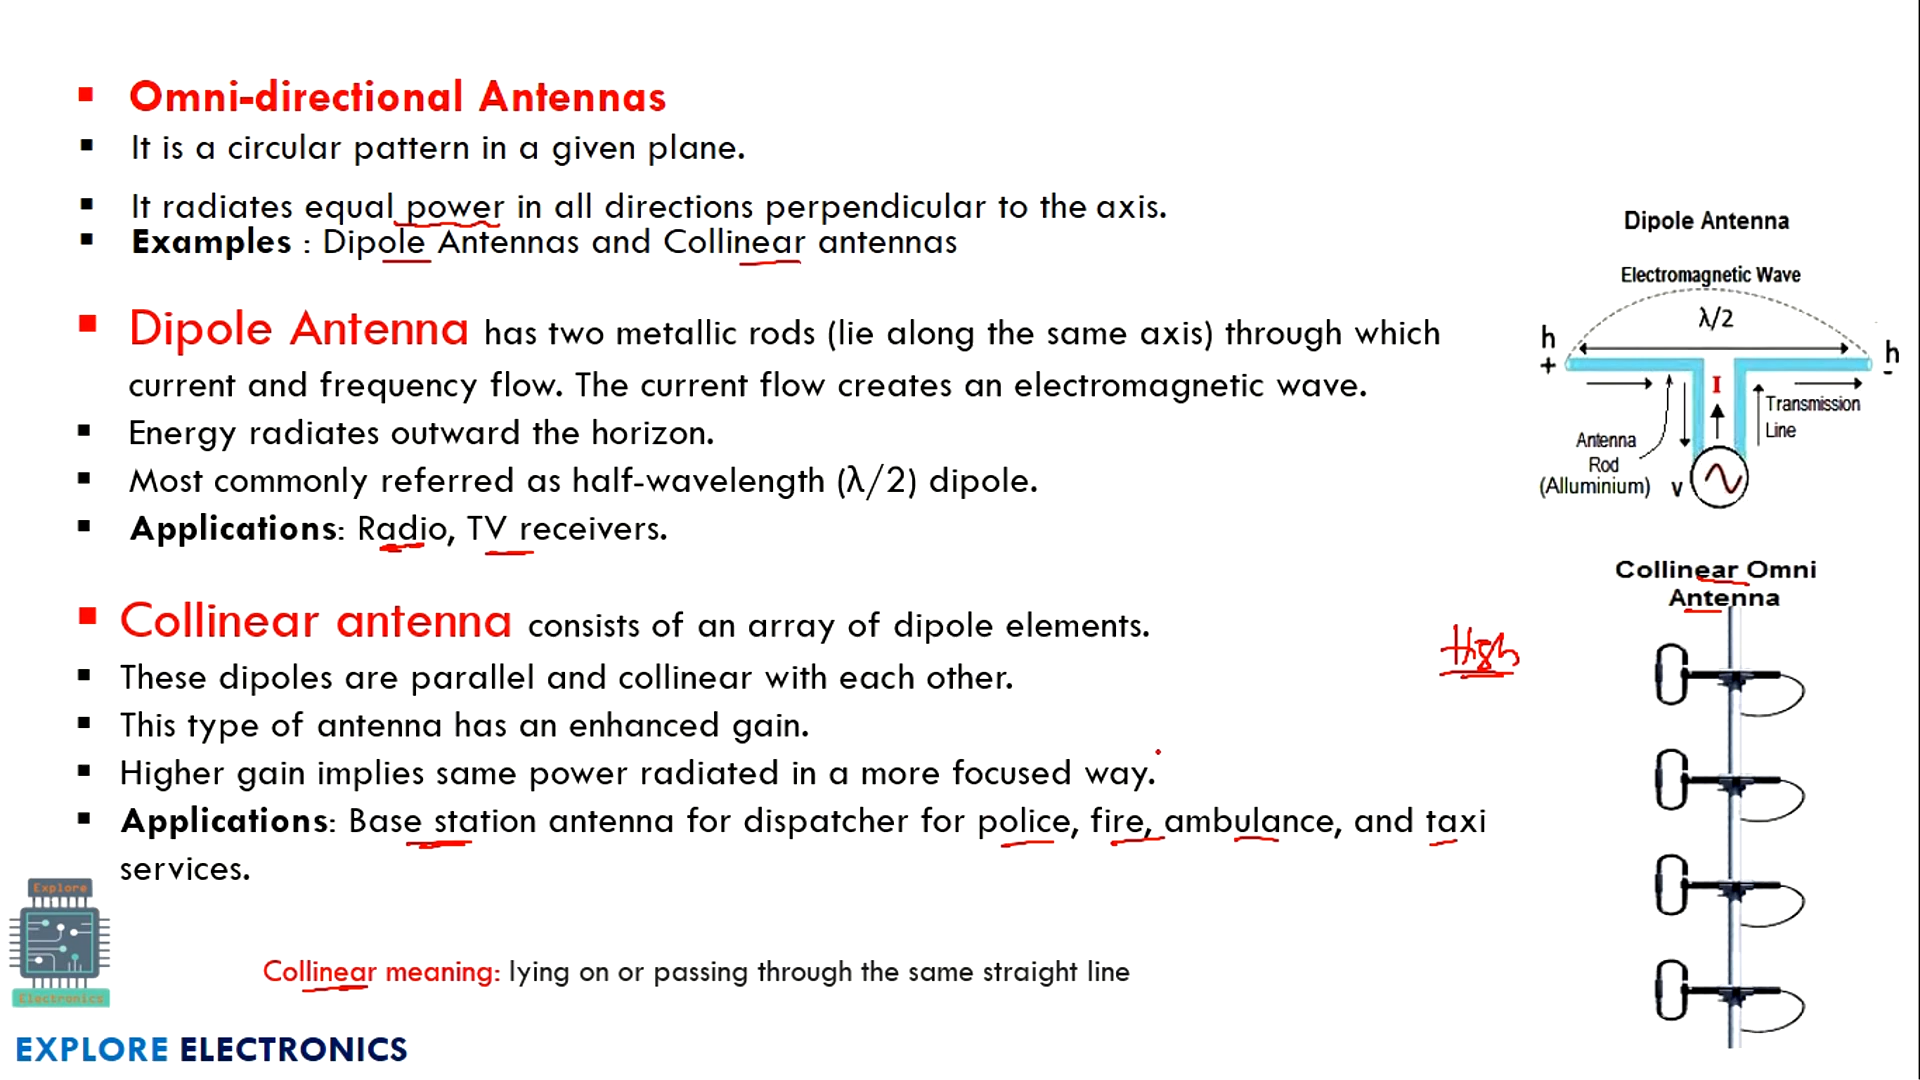 Omni-directional Antennas
It is a circular pattern in a given plane.
It radiates equal power in all directions perpendicular to the axis.
Examples : Dipole Antennas and Collinear antennas
Dipole Antenna has two metallic rods (lie along the same axis) through which
current and frequency flow. The current flow creates an electromagnetic wave.
Energy radiates outward the horizon.
Most commonly referred as half-wavelength (λ/2) dipole.
Applications: Radio, TV receivers.
Collinear antenna consists of an array of dipole elements.
These dipoles are parallel and collinear with each other.
This type of antenna has an enhanced gain.
Higher gain implies same power radiated in a more focused way.
Applications: Base station antenna for dispatcher for police, fire, ambulance, and taxi
services.
Collinear meaning: lying on or passing through the same straight line
Explore
Electronics
EXPLORE ELECTRONICS
Dipole Antenna
Electromagnetic Wave
λ/2
h
+
h
-
I
Transmission
Line
Antenna
Rod
(Alluminium)
V
Collinear Omni
Antenna
High